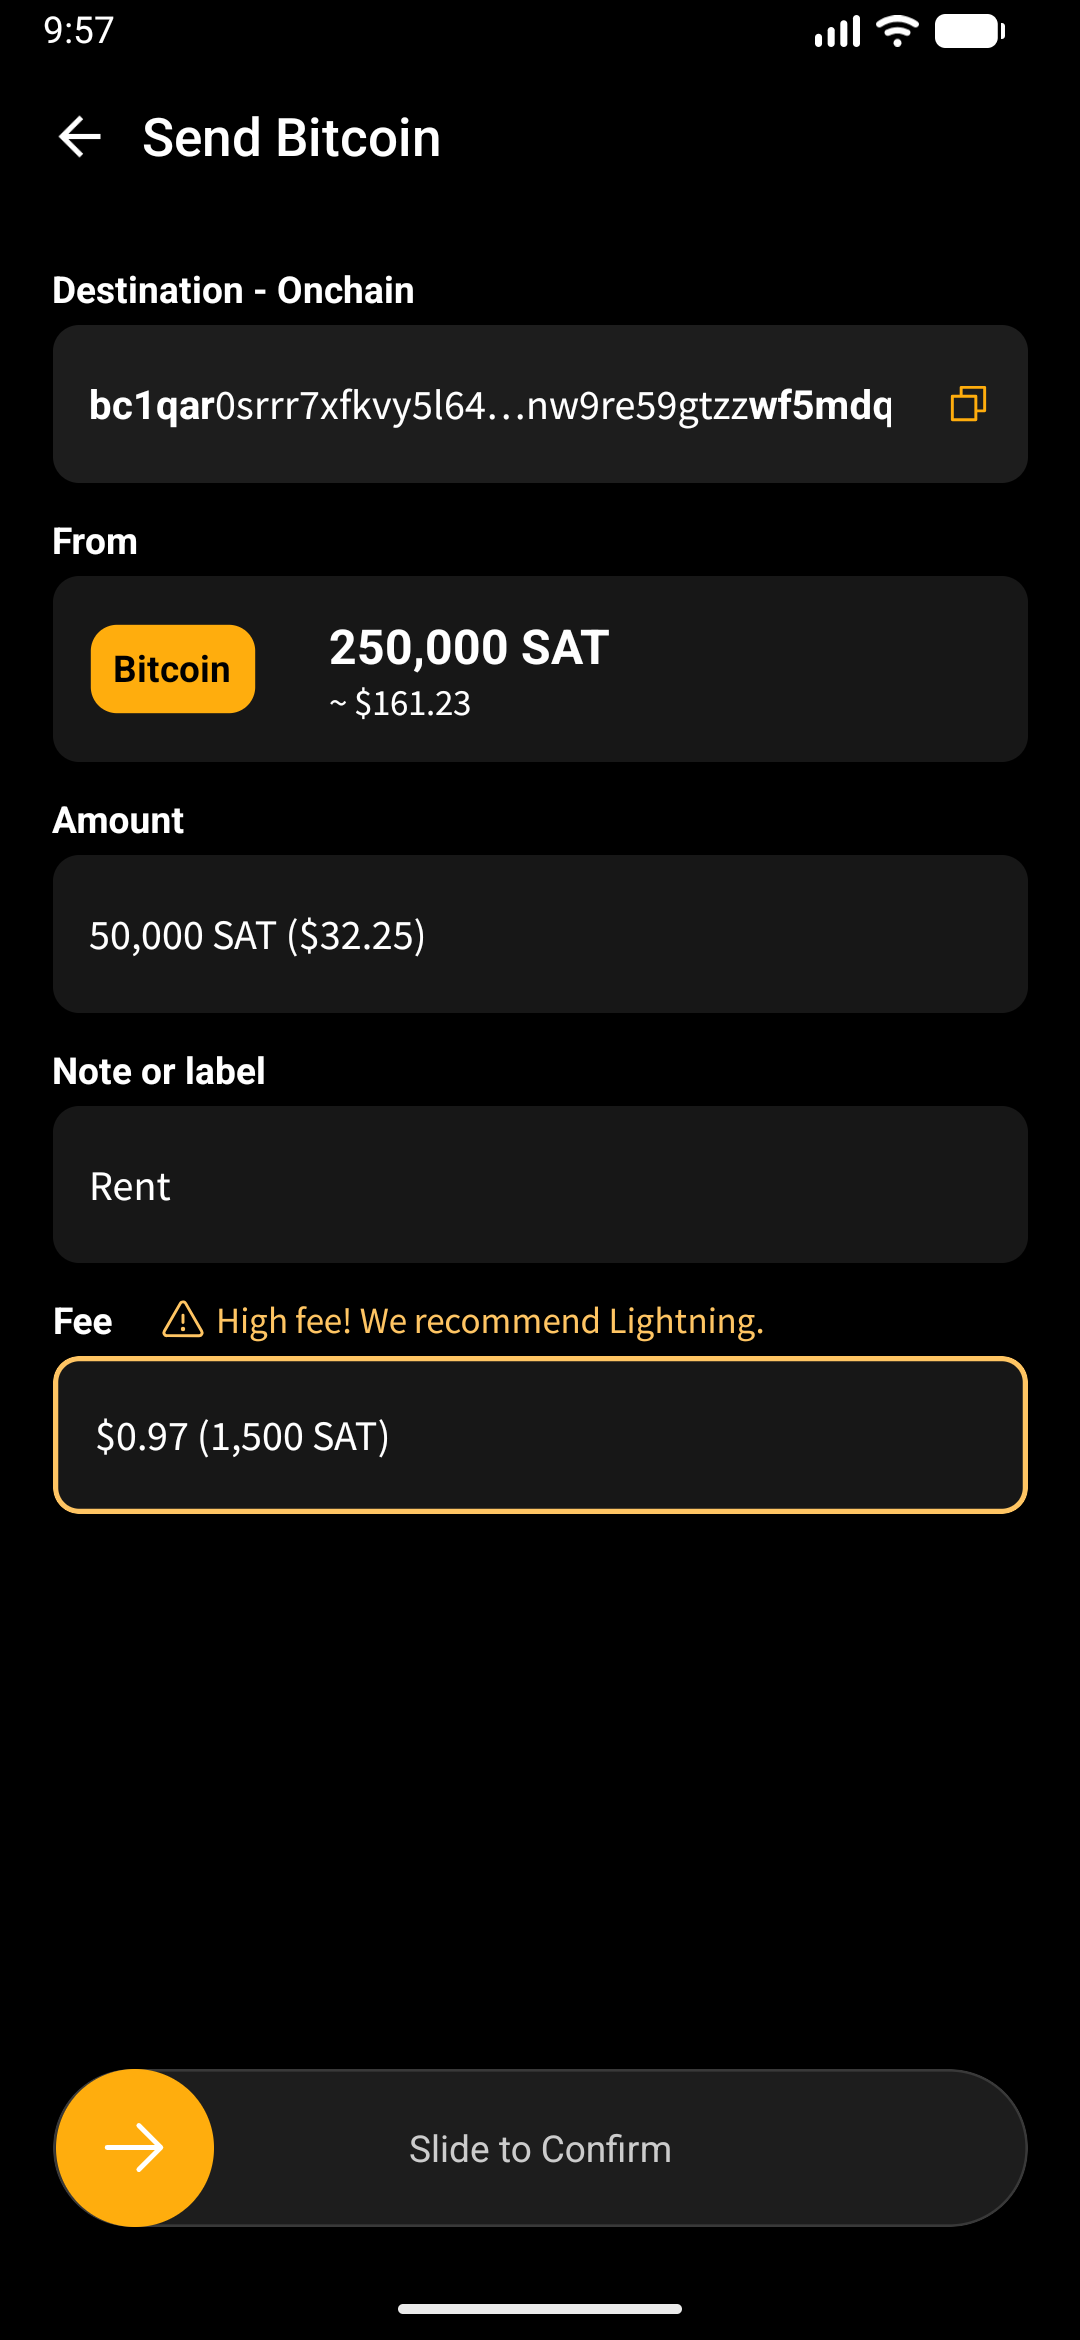 9:57
Send Bitcoin
Destination - Onchain
bc1qar0srrr7xfkvy5l64...nw9re59gtzzwf5mdq
From
Bitcoin
250,000 SAT
~ $161.23
Amount
50,000 SAT ($32.25)
Note or label
Rent
Fee
High fee! We recommend Lightning.
$0.97 (1,500 SAT)
Slide to Confirm